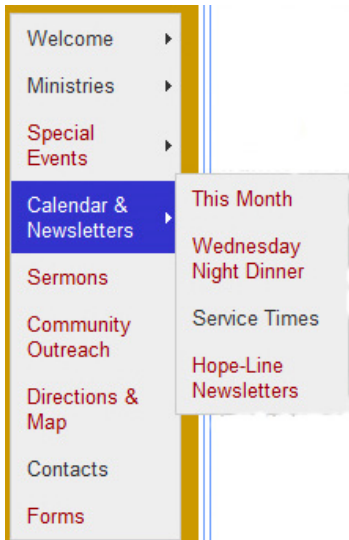 Welcome
Ministries
Special
Events
Calendar &
Newsletters
Sermons
Community
Outreach
Directions &
Map
Contacts
Forms
This Month
Wednesday
Night Dinner
Service Times
Hope-Line
Newsletters